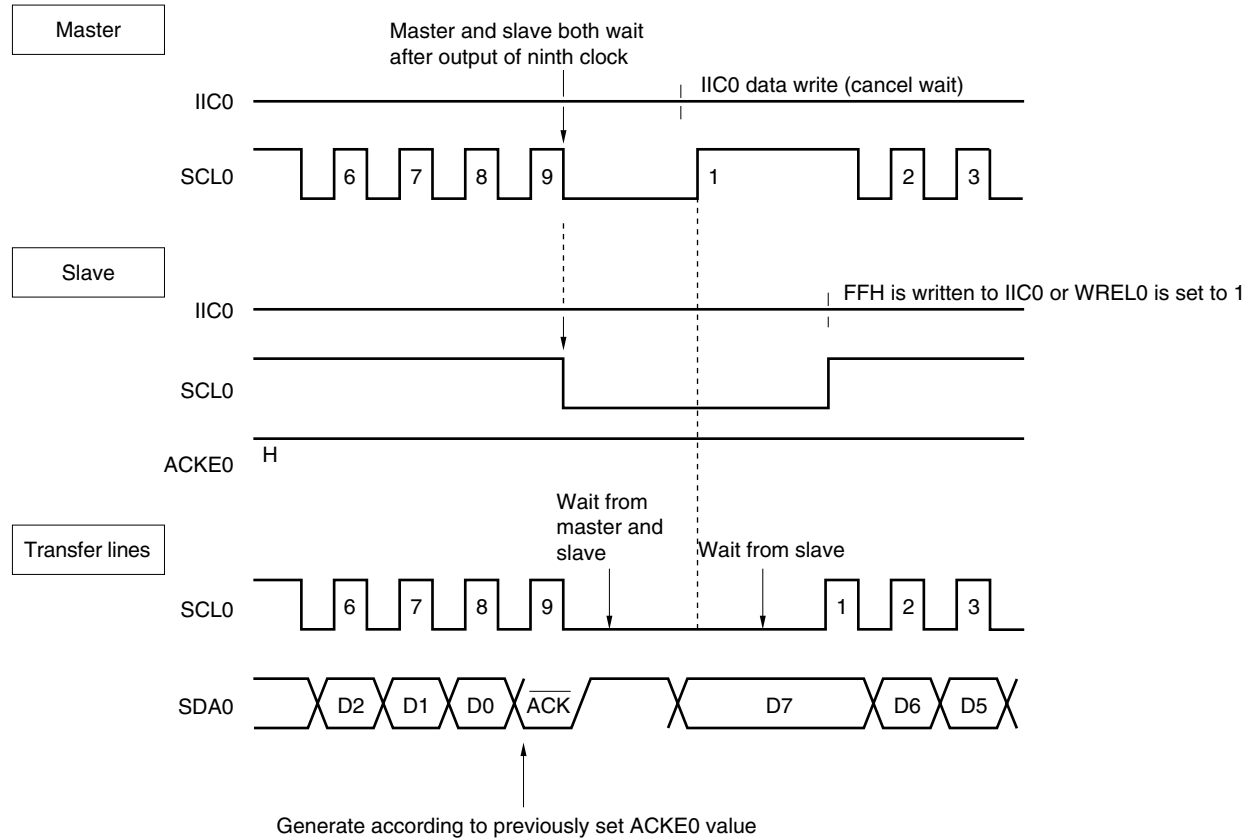 Master
Master and slave both wait
after output of ninth clock
IIC0
IIC0 data write (cancel wait)
SCL0
6 7 8 9 1 2 3
Slave
IIC0
FFH is written to IIC0 or WREL0 is set to 1
SCL0
ACKE0
H
Transfer lines
Wait from
master and
slave
Wait from slave
SCL0
6 7 8 9 1 2 3
SDA0
D2 D1 D0 ACK D7 D6 D5
Generate according to previously set ACKE0 value